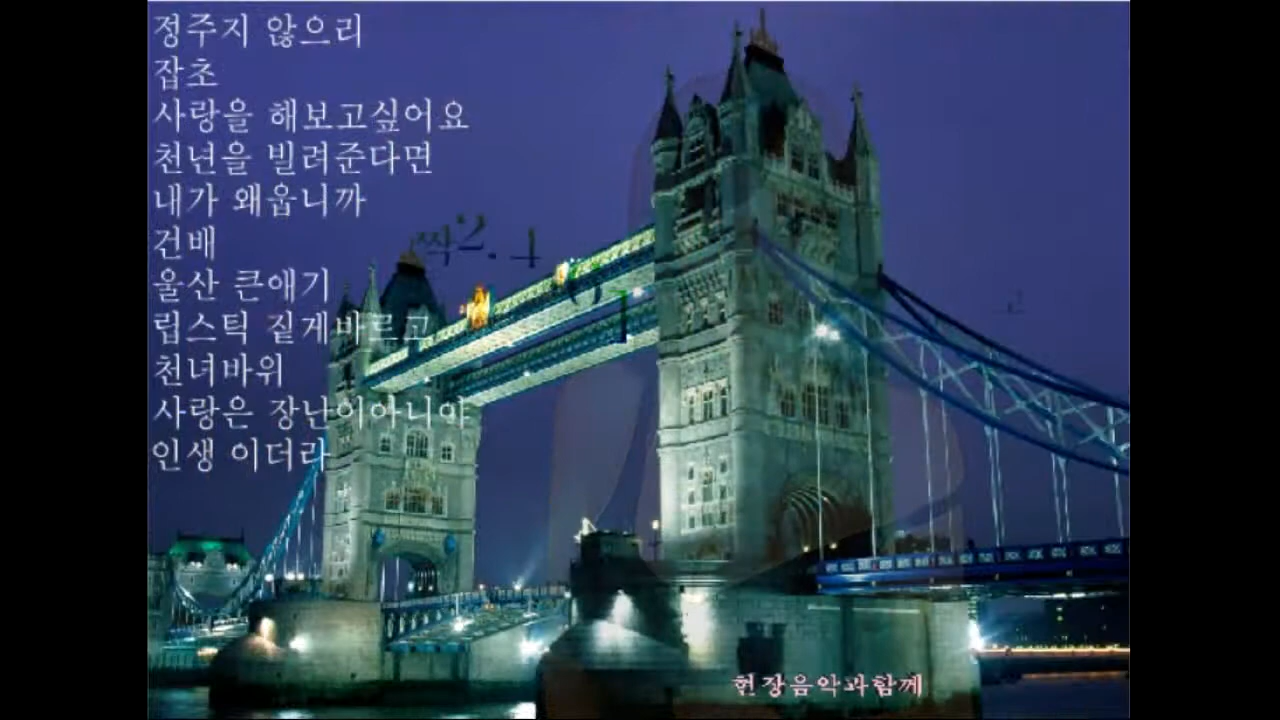 정주지 않으리
잡초
사랑을 해보고싶어요
천년을 빌려준다면
내가 왜웁니까
건배
울산 큰애기
립스틱 짙게바르고
천녀바위
사랑은 장난이아니야
인생 이더라
현장음악과함께